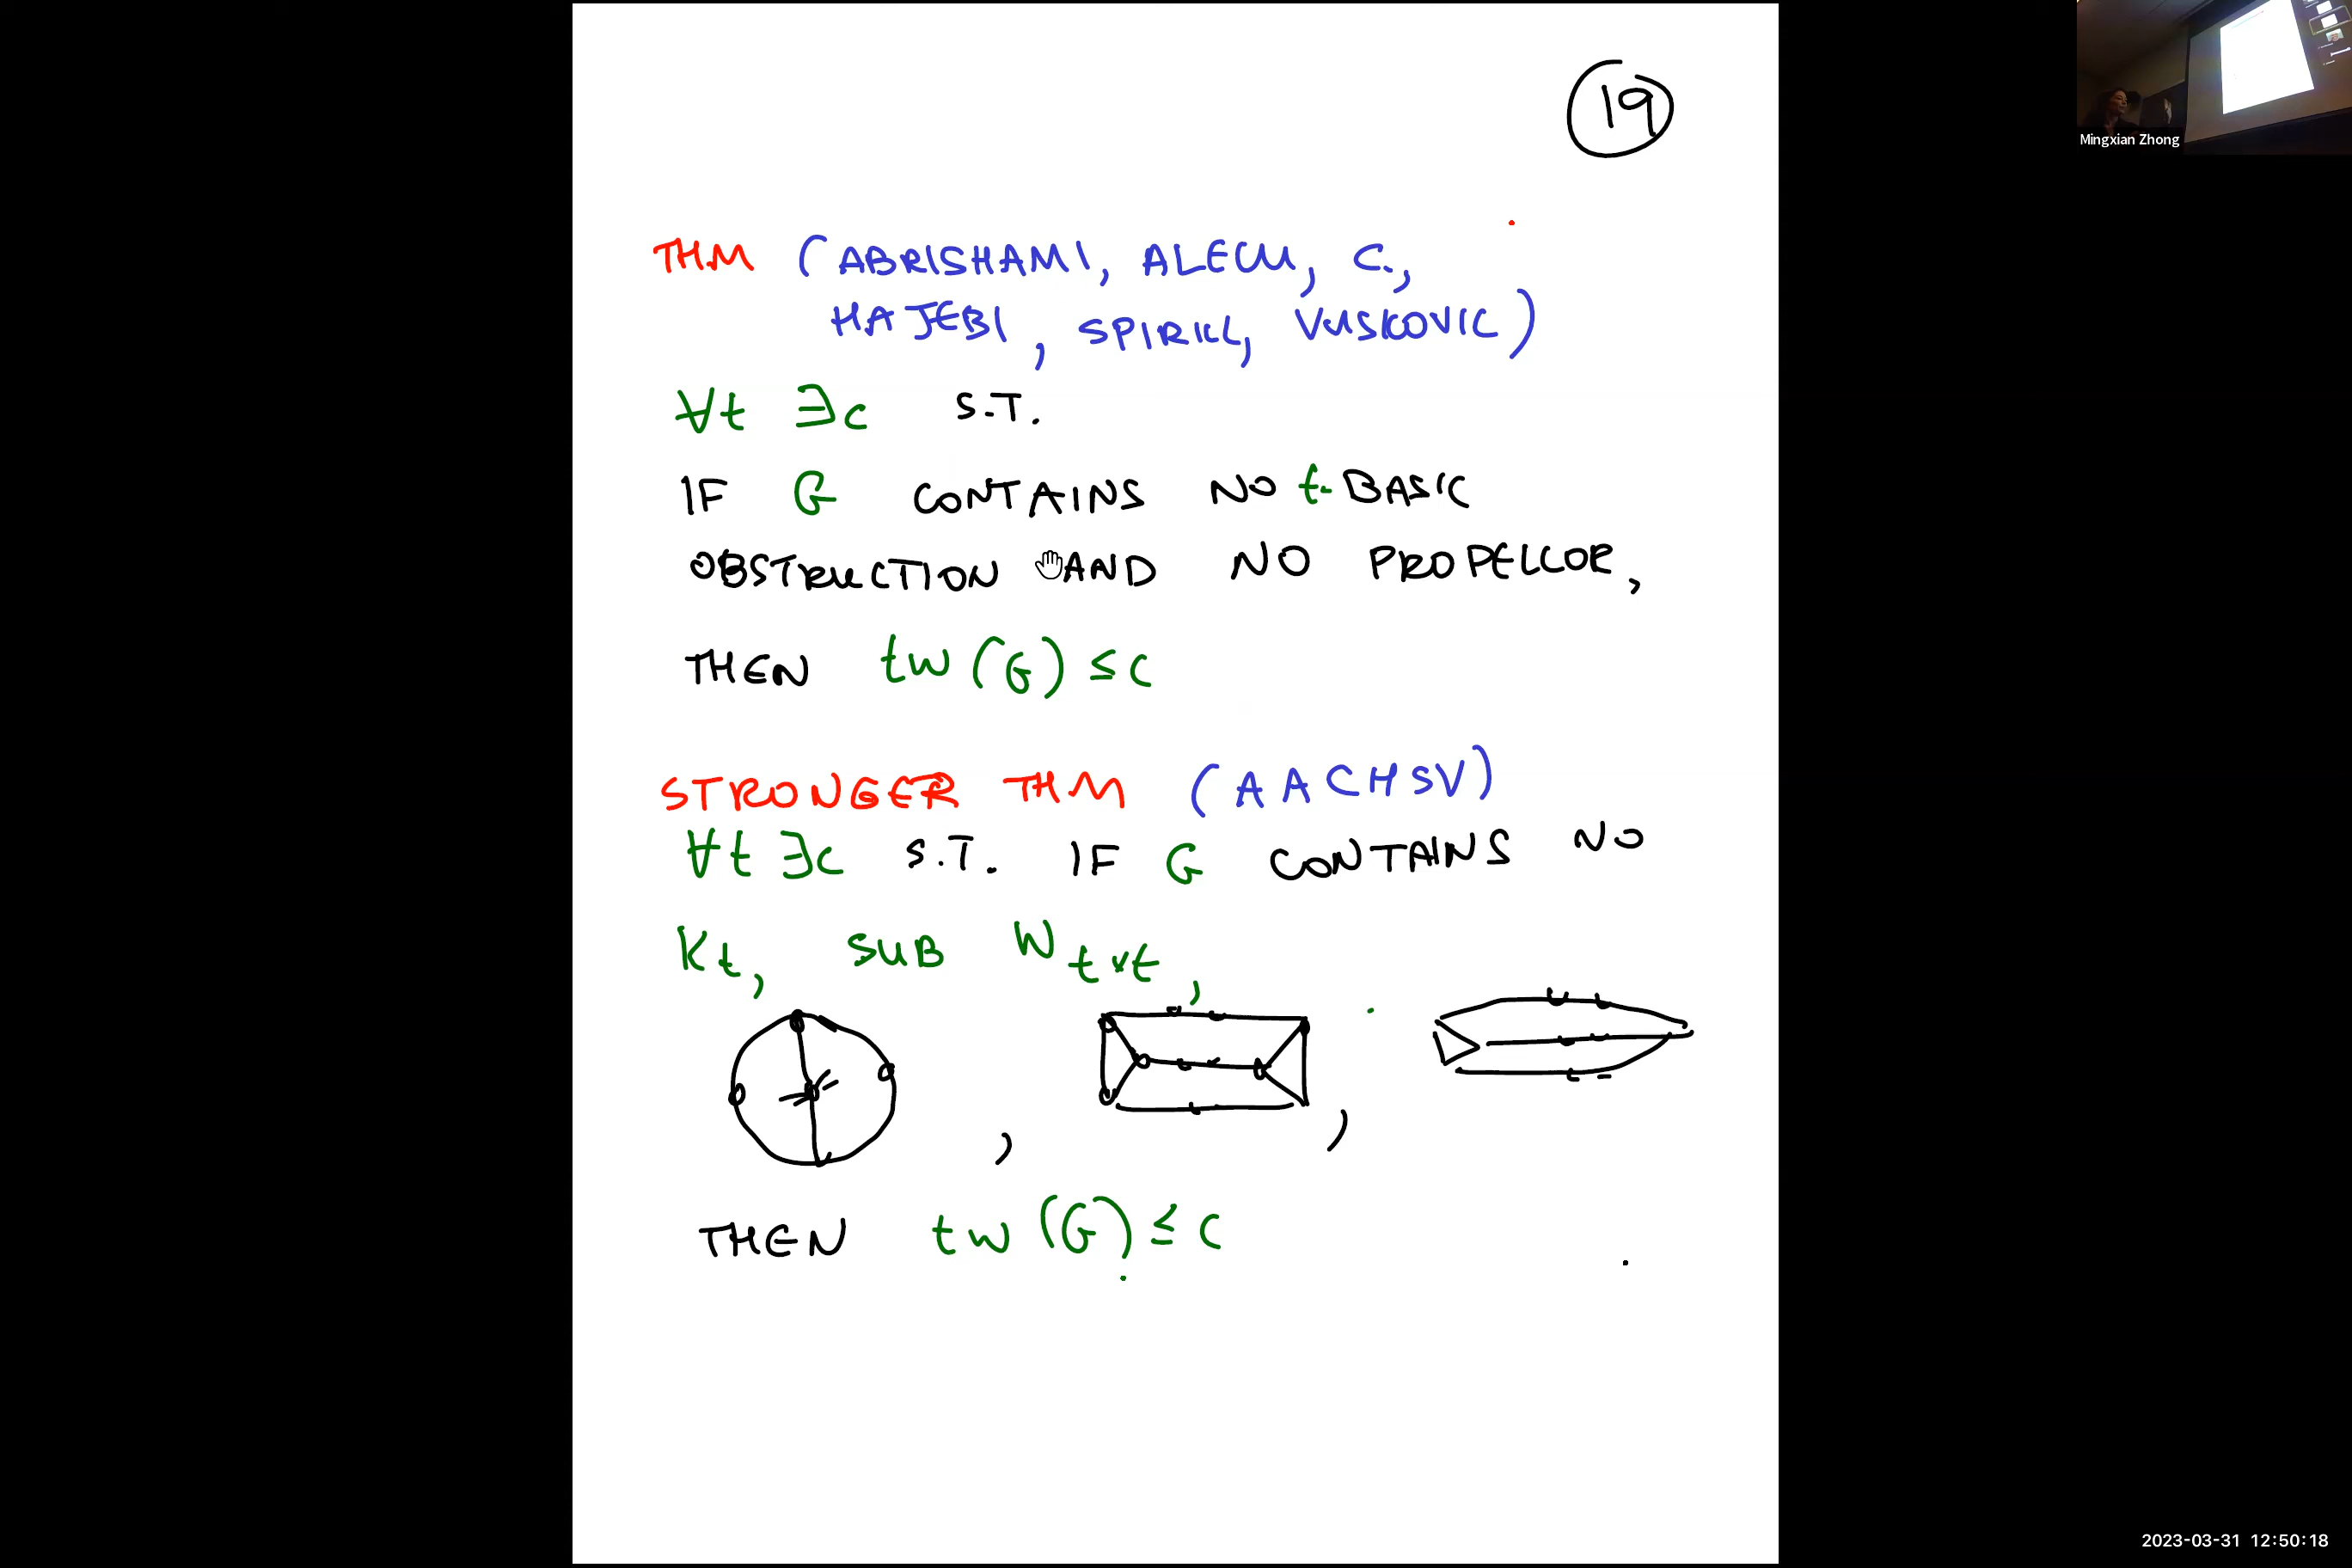 19
THM (ABRISHAMI, ALECU, C.,
HAJEBI, SPIRKL, VUSKOVIC)
∀t ∃c S.T.
IF G CONTAINS NO t-BASIC
OBSTRUCTION AND NO PROPELLOR,
THEN tw(G) ≤ c
STRONGER THM (AACHSV)
∀t ∃c S.T. IF G CONTAINS NO
Kt, SUB Wtxt,
, ,
THEN tw(G) ≤ c
Mingxian Zhong
2023-03-31 12:50:18